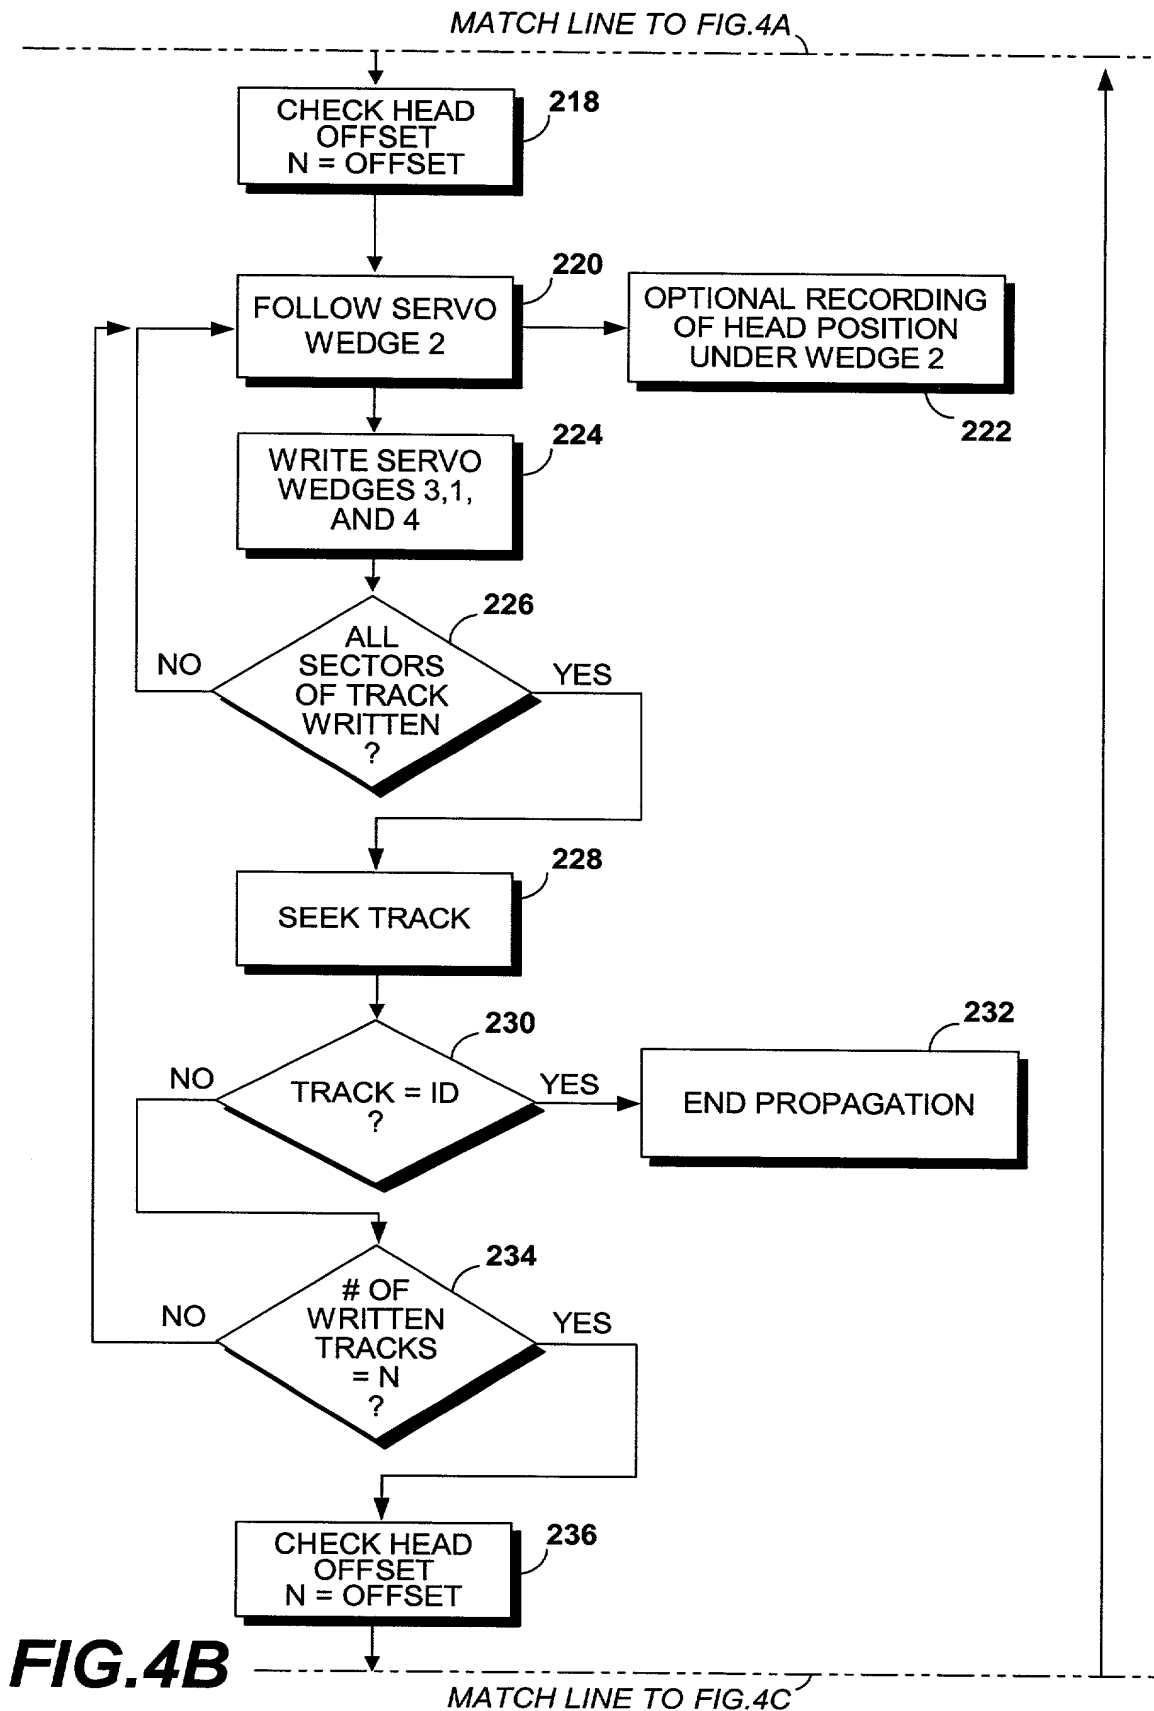 MATCH LINE TO FIG.4A
218
CHECK HEAD
OFFSET
N = OFFSET
220
FOLLOW SERVO
WEDGE 2
OPTIONAL RECORDING
OF HEAD POSITION
UNDER WEDGE 2
222
224
WRITE SERVO
WEDGES 3,1,
AND 4
226
ALL
SECTORS
OF TRACK
WRITTEN
?
NO
YES
228
SEEK TRACK
230
TRACK = ID
?
NO
YES
232
END PROPAGATION
234
# OF
WRITTEN
TRACKS
= N
?
NO
YES
236
CHECK HEAD
OFFSET
N = OFFSET
FIG.4B
MATCH LINE TO FIG.4C